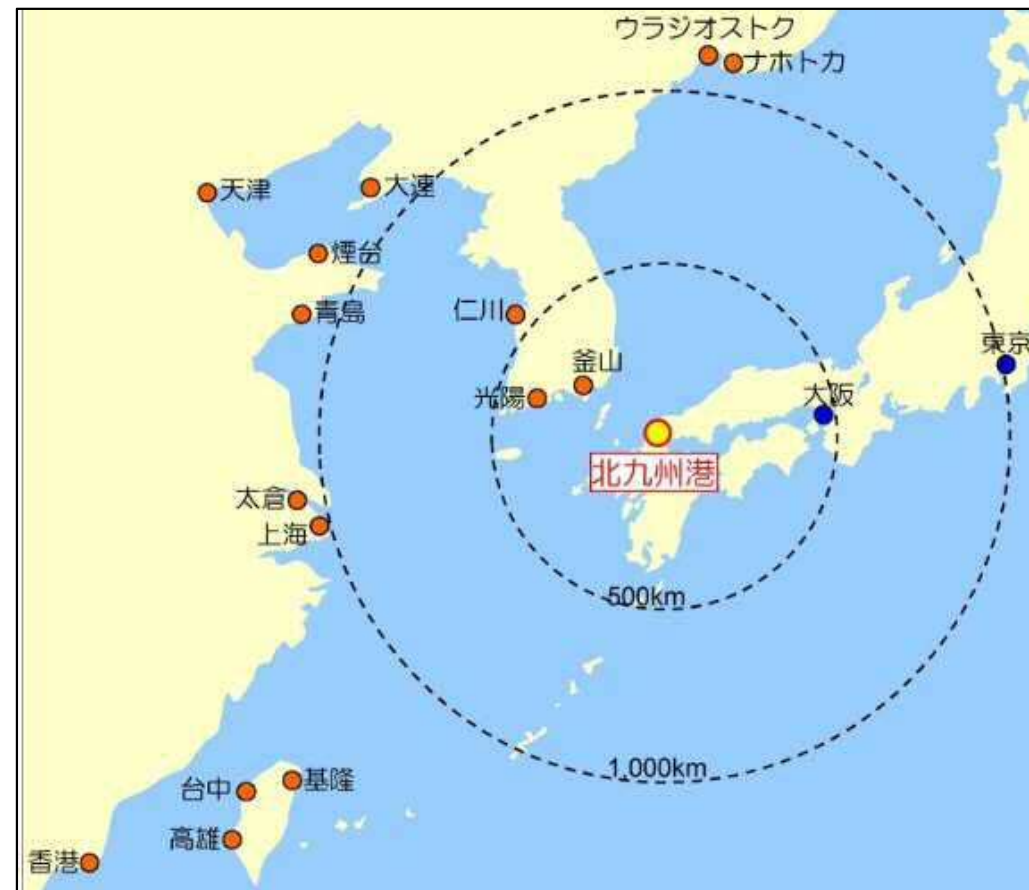 ウラジオストク
ナホトカ
天津
大連
煙台
青島
仁川
釜山
光陽
東京
大阪
北九州港
太倉
上海
500km
1,000km
台中
基隆
高雄
香港